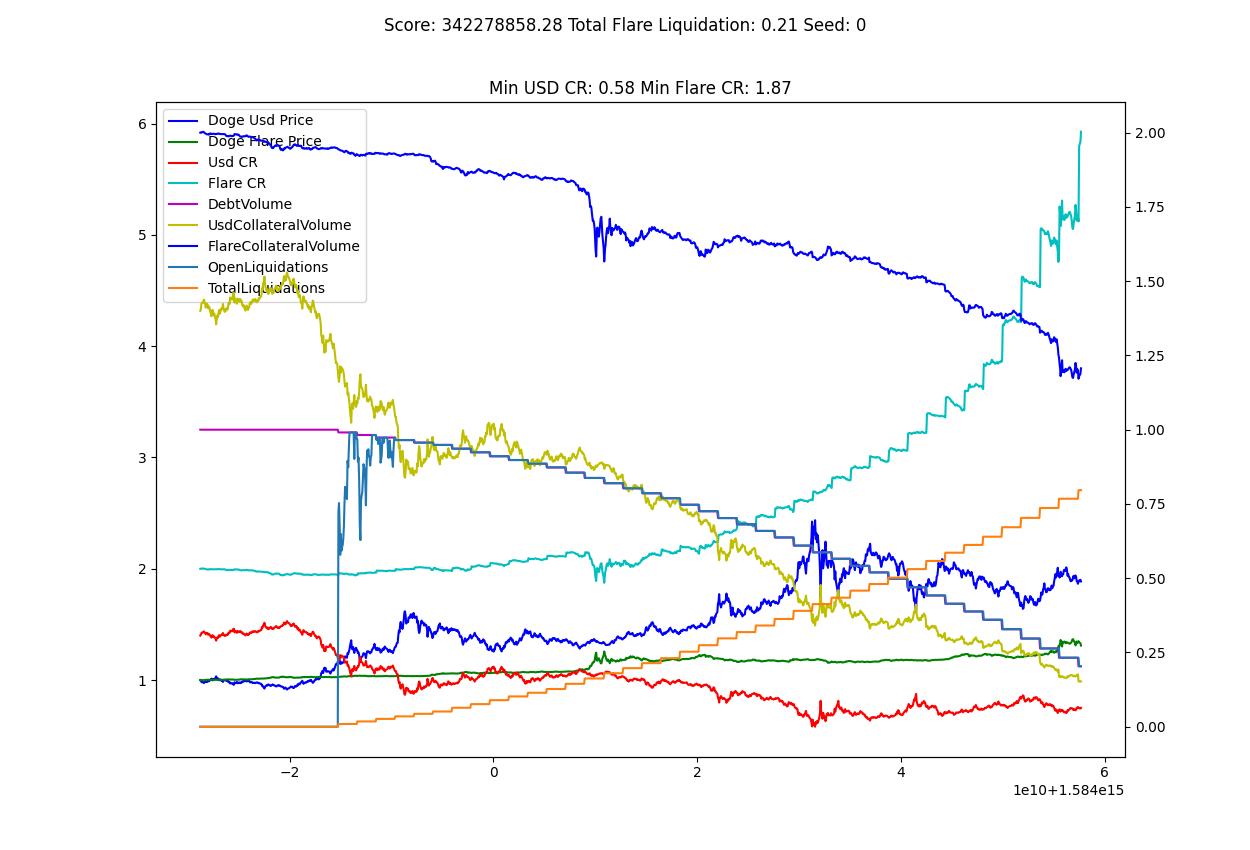 Score: 342278858.28 Total Flare Liquidation: 0.21 Seed: 0
Min USD CR: 0.58 Min Flare CR: 1.87
Doge Usd Price
Doge Flare Price
Usd CR
Flare CR
DebtVolume
UsdCollateralVolume
FlareCollateralVolume
OpenLiquidations
TotalLiquidations
6
5
4
3
2
1
2.00
1.75
1.50
1.25
1.00
0.75
0.50
0.25
0.00
−2
0
2
4
6
1e10+1.584e15